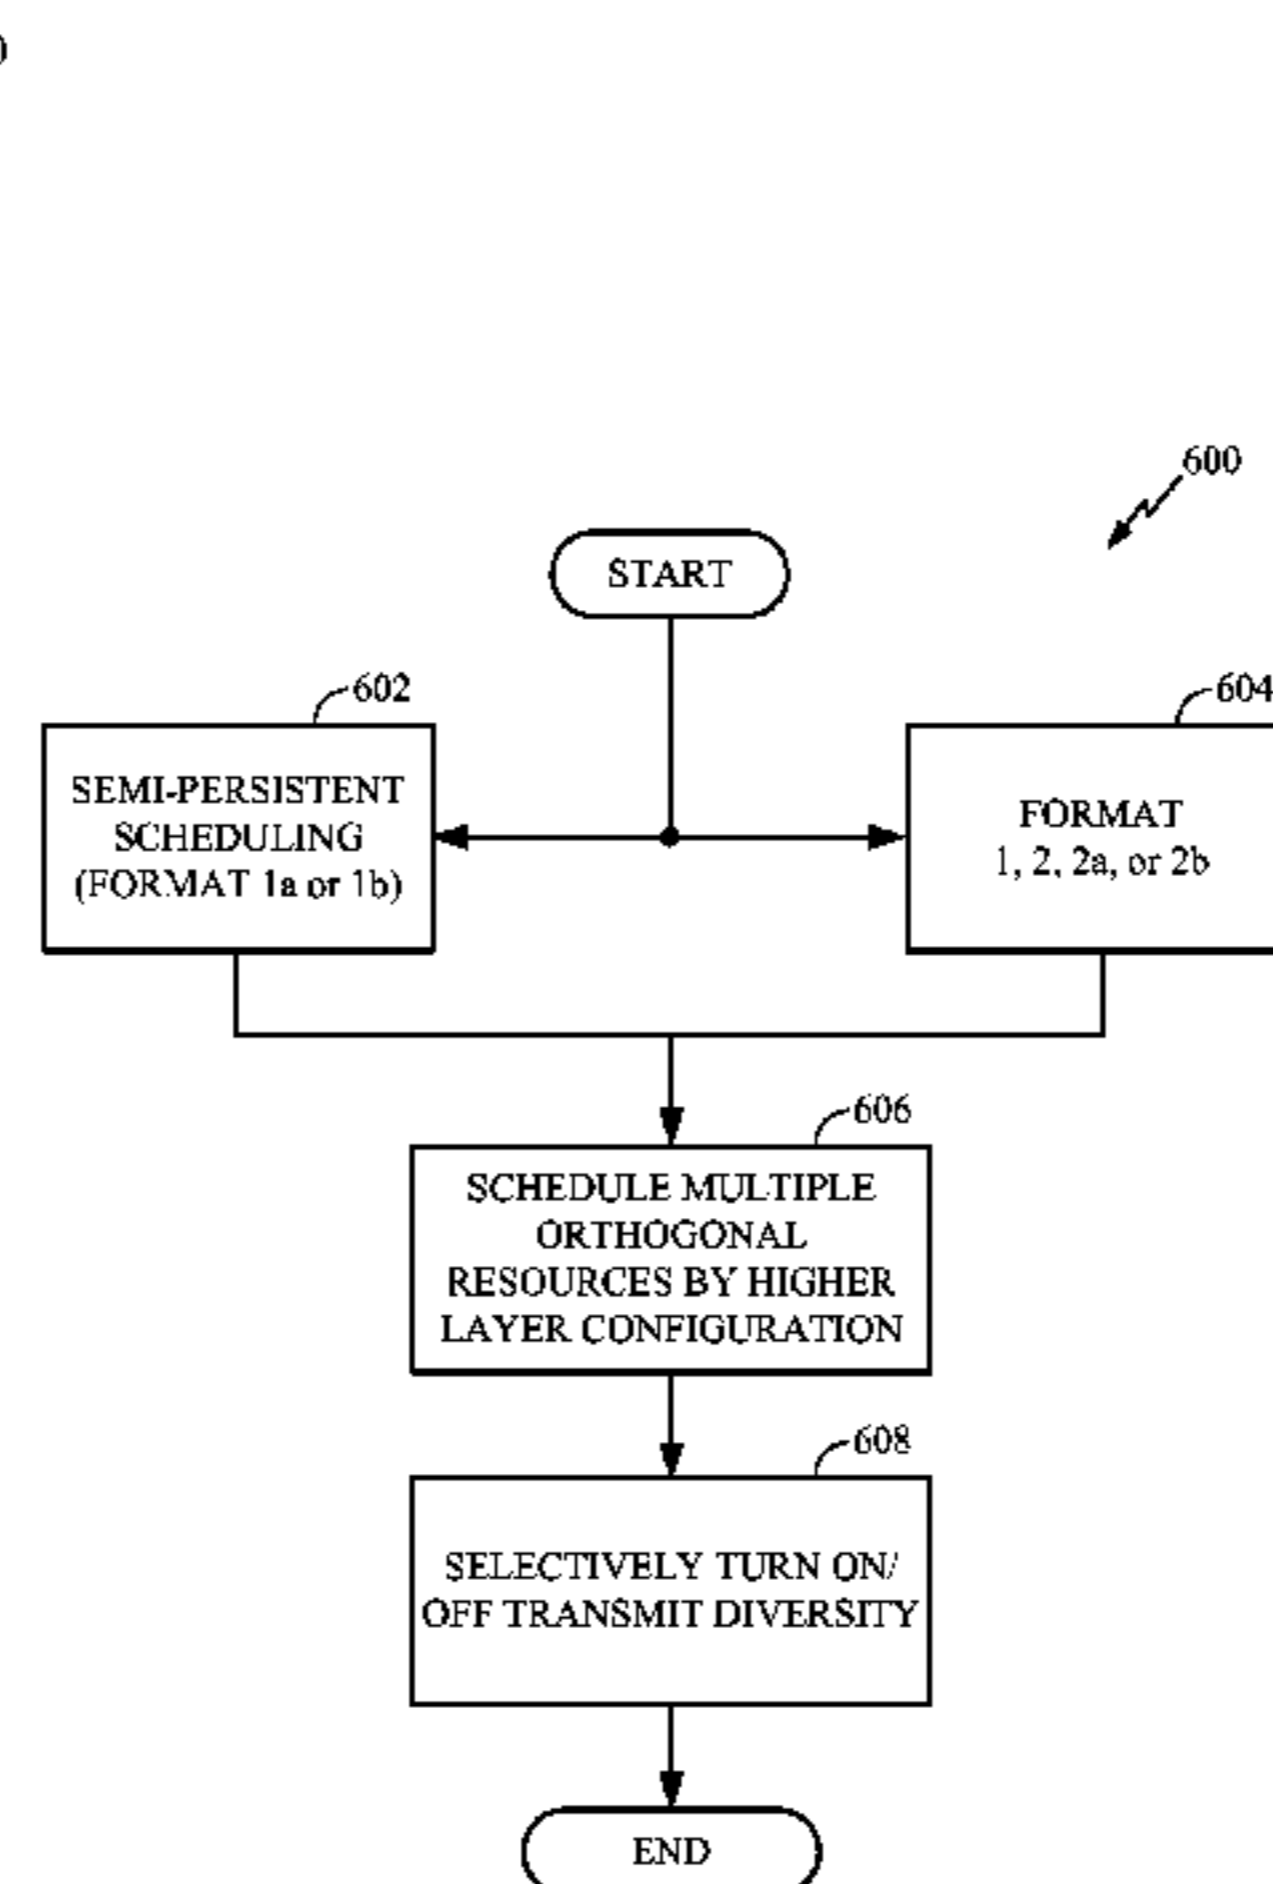 )
600
START
602
604
SEMI-PERSISTENT
SCHEDULING
(FORMAT 1a or 1b)
FORMAT
1, 2, 2a, or 2b
606
SCHEDULE MULTIPLE
ORTHOGONAL
RESOURCES BY HIGHER
LAYER CONFIGURATION
608
SELECTIVELY TURN ON/
OFF TRANSMIT DIVERSITY
END